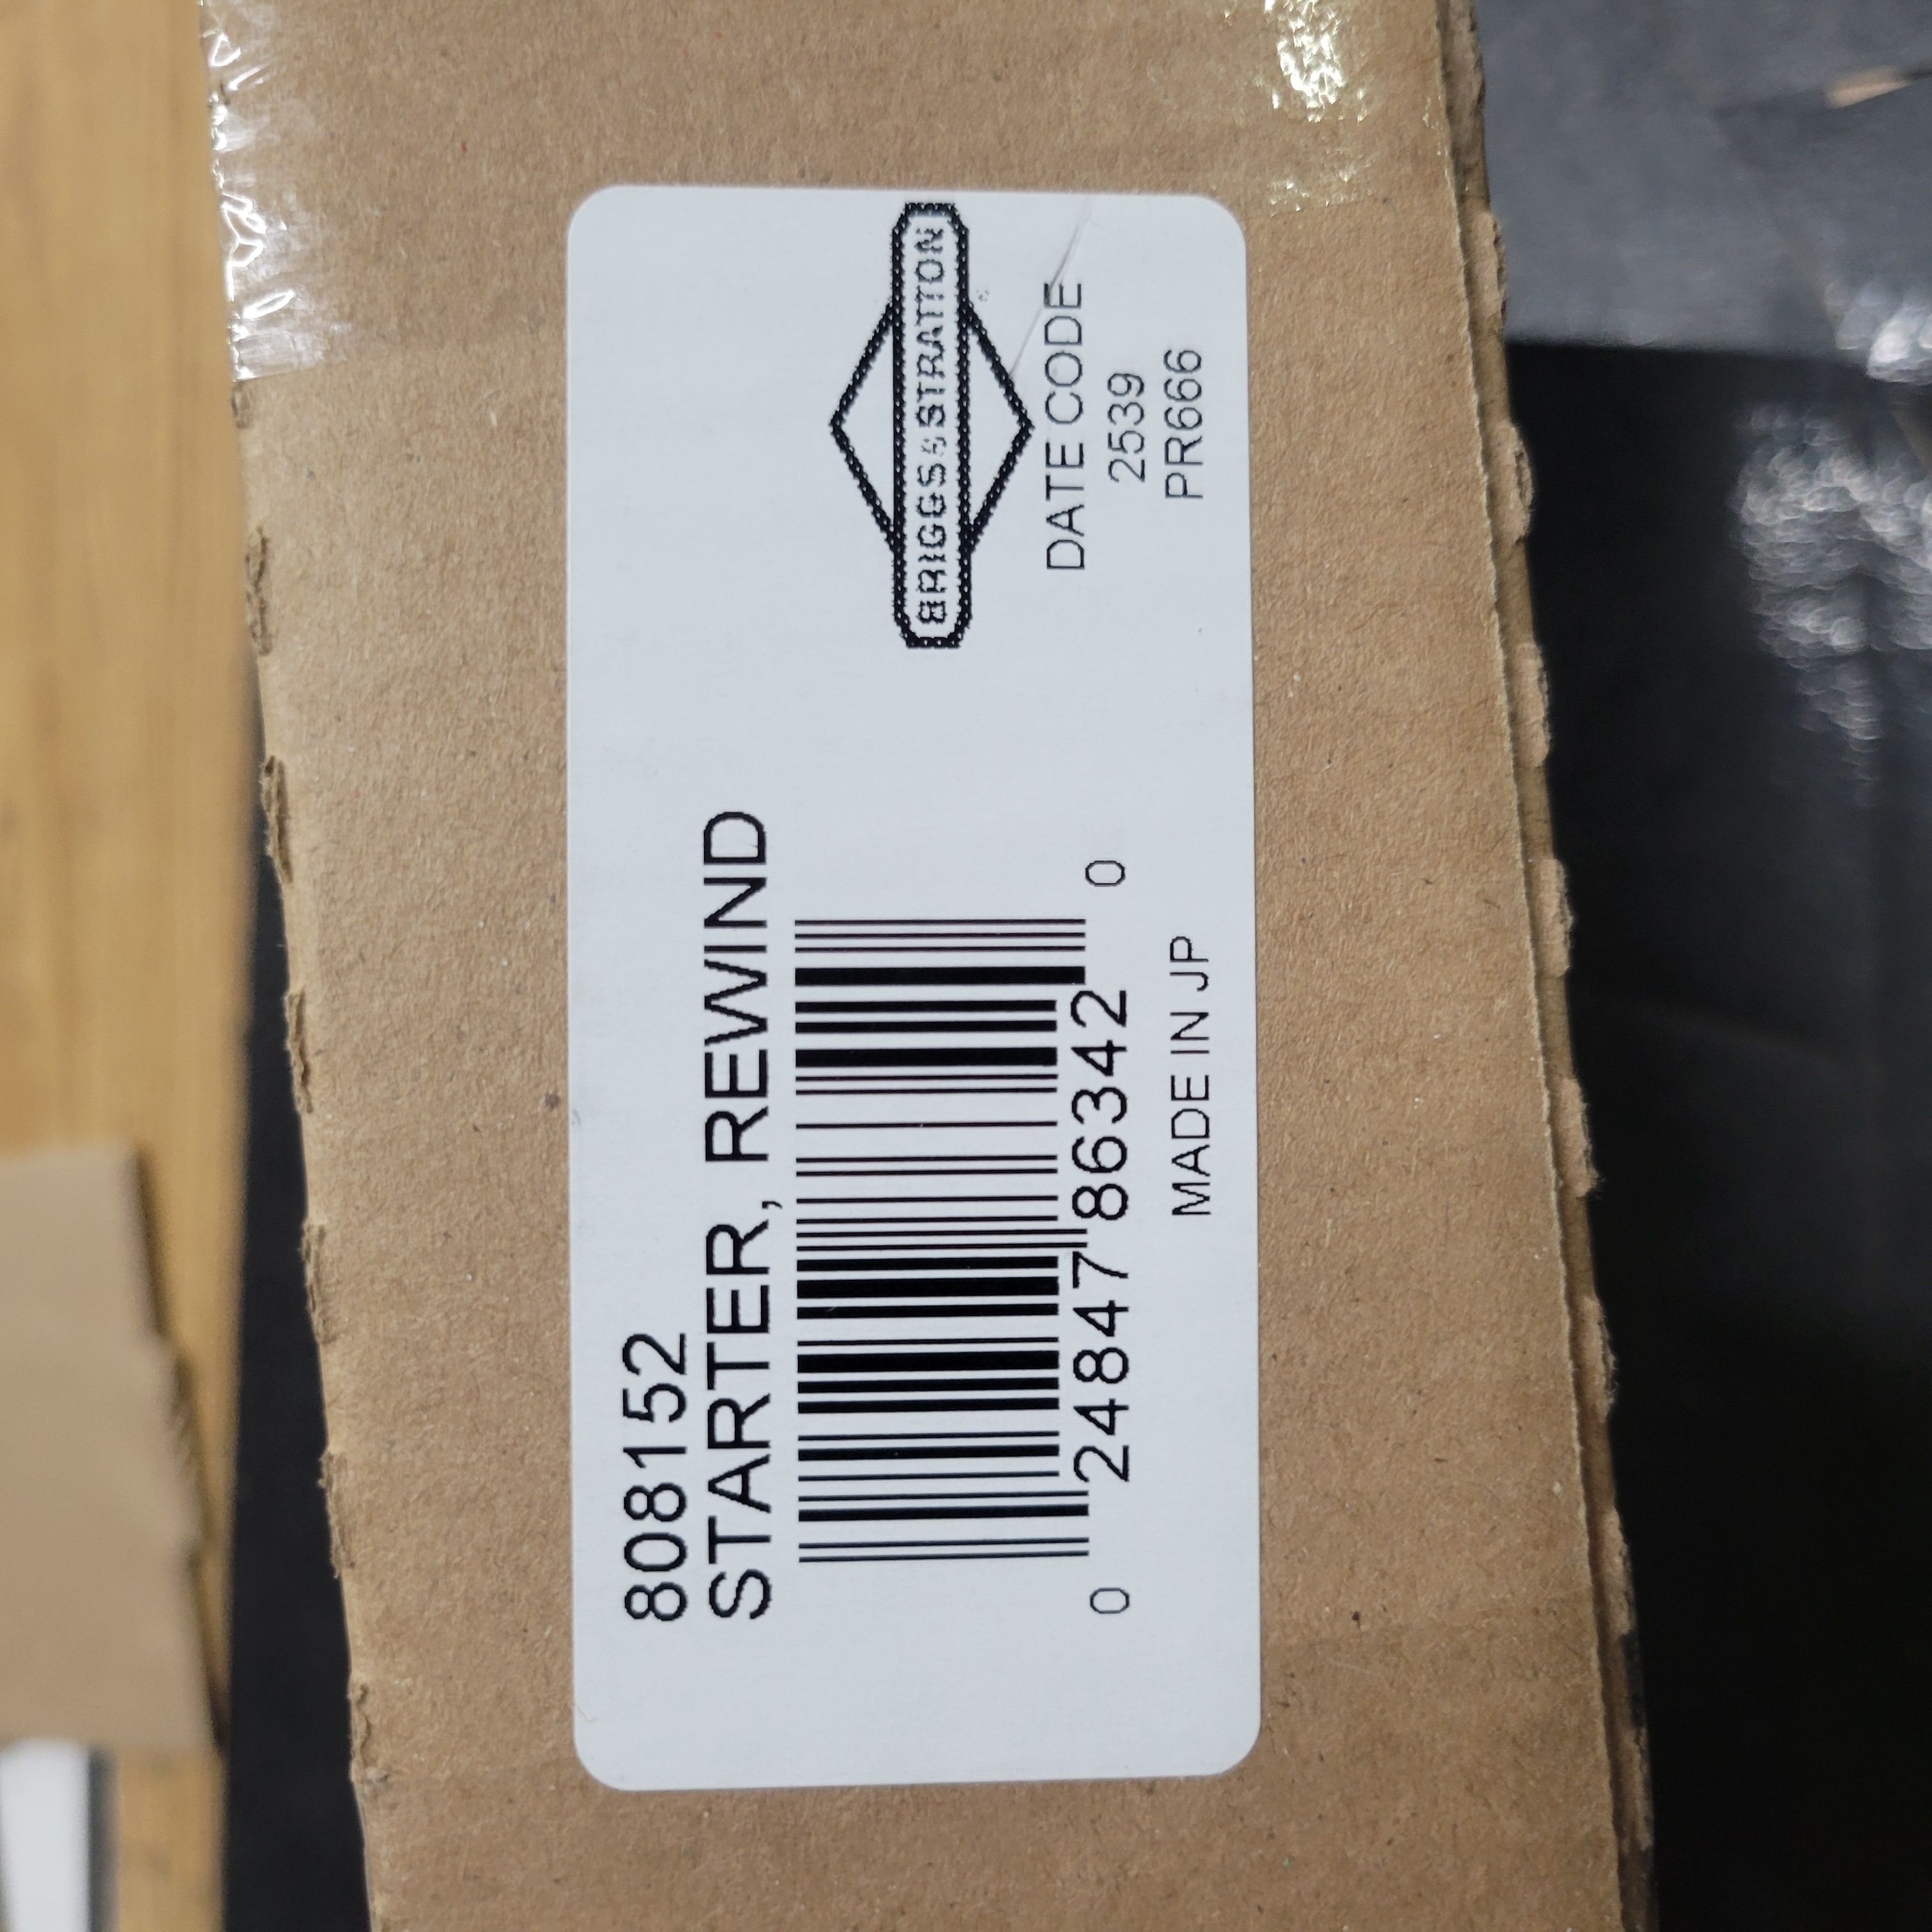 808152
STARTER, REWIND
0 24847 86342 0
MADE IN JP
BRIGGS & STRATTON
DATE CODE
2539
PR666